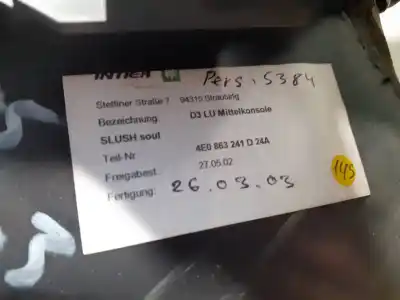 INTIER Pers: 5384
Stettiner Straße 7 94315 Straubing
Bezeichnung D3 LU Mittelkonsole
SLUSH soul
Teil-Nr 4E0 863 241 D 24A
Freigabest. 27.05.02
Fertigung: 26.03.03
145